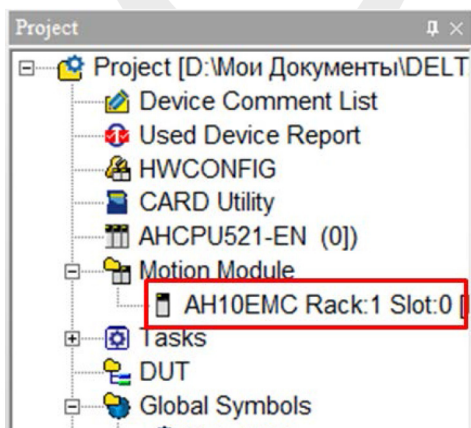 Project
Project [D:\Мои Документы\DELT
Device Comment List
Used Device Report
HWCONFIG
CARD Utility
AHCPU521-EN (0])
Motion Module
AH10EMC Rack:1 Slot:0 [
Tasks
DUT
Global Symbols